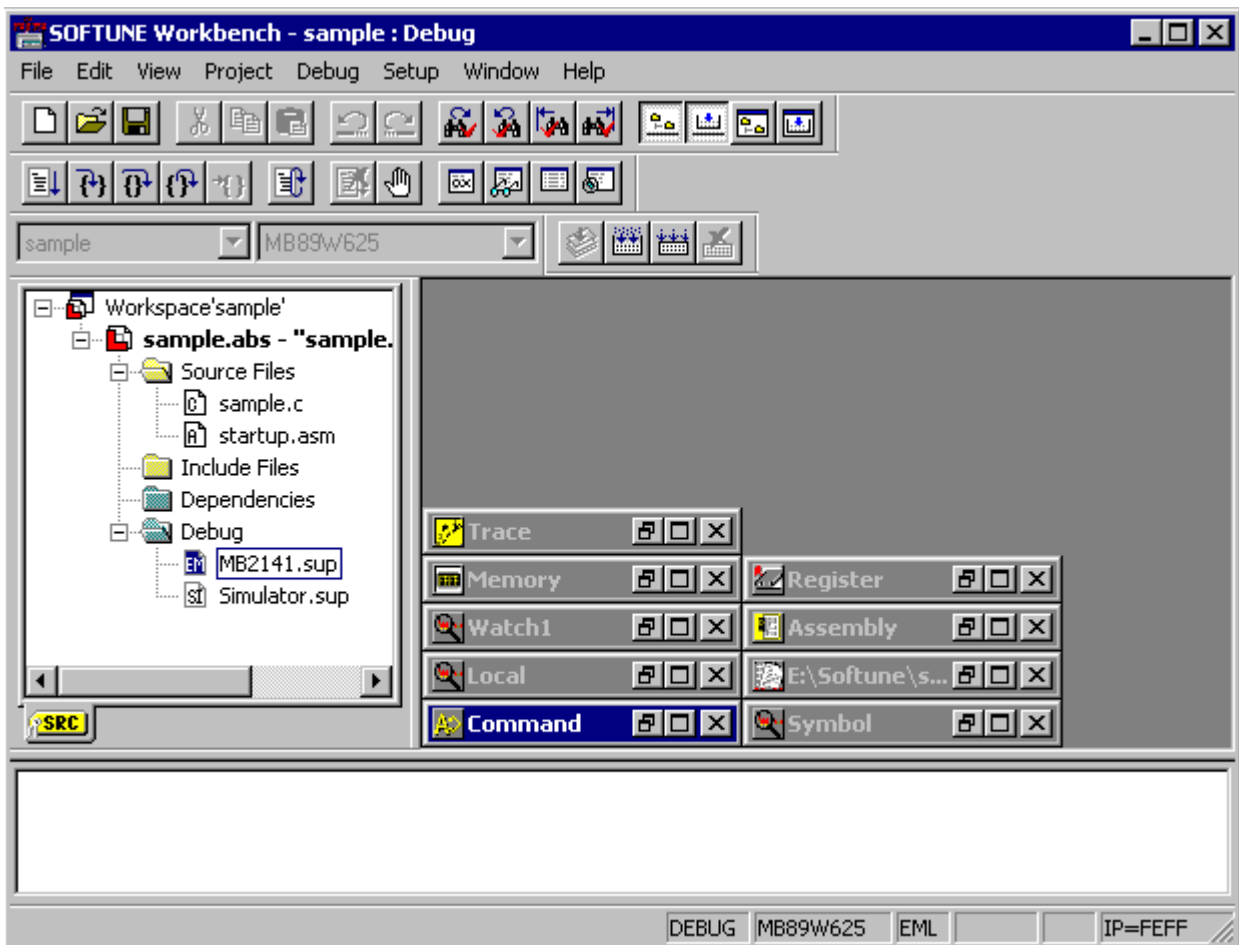 SOFTUNE Workbench - sample : Debug
File Edit View Project Debug Setup Window Help
sample MB89W625
Workspace'sample'
sample.abs - "sample.
Source Files
sample.c
startup.asm
Include Files
Dependencies
Debug
MB2141.sup
Simulator.sup
SRC
Trace
Memory Register
Watch1 Assembly
Local E:\Softune\s...
Command Symbol
DEBUG MB89W625 EML IP=FEFF